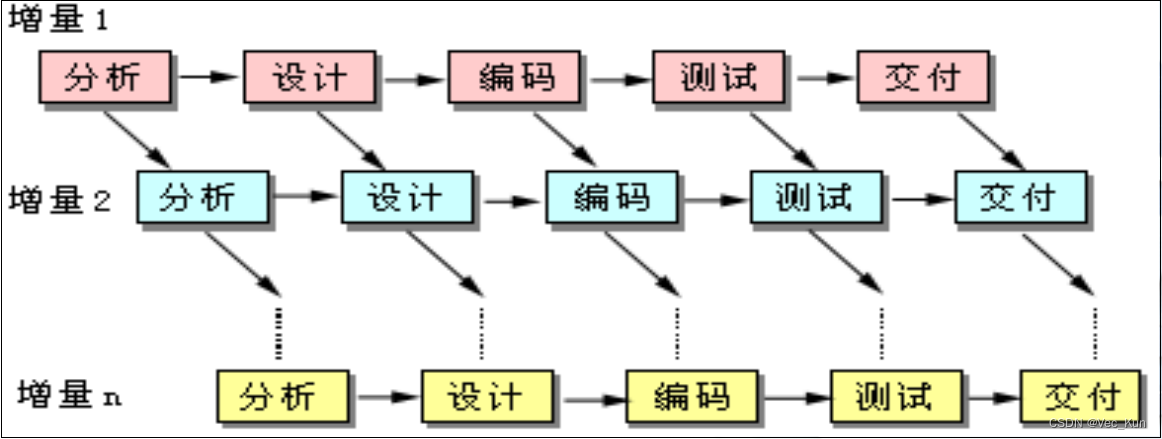 增量 1
分析 设计 编码 测试 交付
增量 2 分析 设计 编码 测试 交付
增量 n 分析 设计 编码 测试 交付
CSDN @Vec_Kun